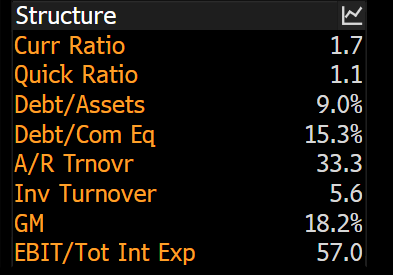 Structure
Curr Ratio 1.7
Quick Ratio 1.1
Debt/Assets 9.0%
Debt/Com Eq 15.3%
A/R Trnovr 33.3
Inv Turnover 5.6
GM 18.2%
EBIT/Tot Int Exp 57.0